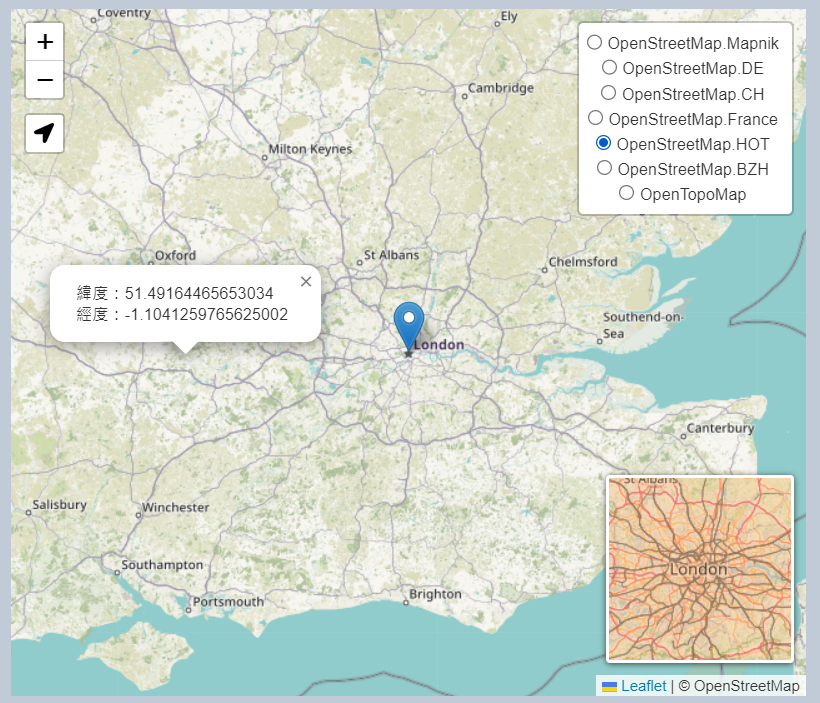 Coventry
Ely
+
−
OpenStreetMap.Mapnik
OpenStreetMap.DE
OpenStreetMap.CH
OpenStreetMap.France
OpenStreetMap.HOT
OpenStreetMap.BZH
OpenTopoMap
Cambridge
Milton Keynes
Oxford
St Albans
Chelmsford
×
緯度：51.49164465653034
經度：-1.1041259765625002
Southend-on-
Sea
London
Canterbury
St Albans
Salisbury
Winchester
London
Southampton
Portsmouth
Brighton
Leaflet | © OpenStreetMap